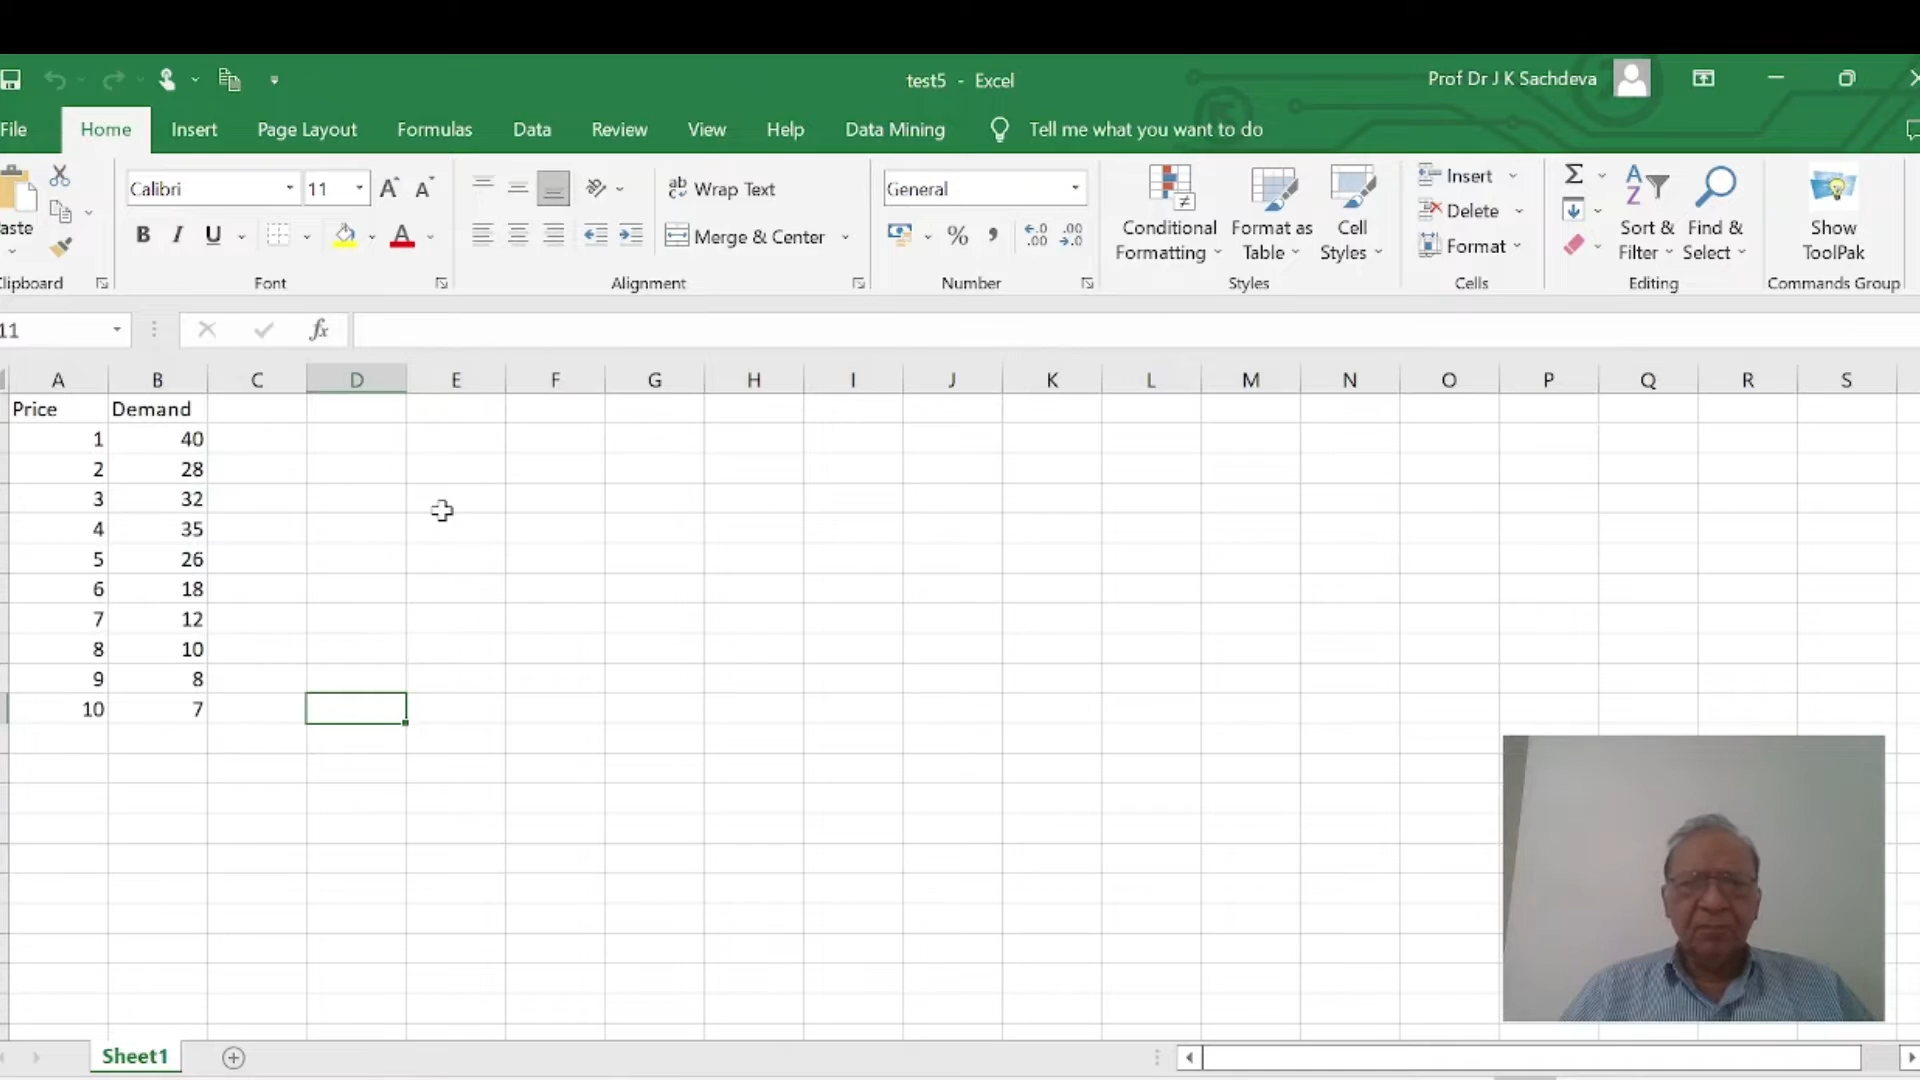 test5 - Excel
Prof Dr J K Sachdeva
File Home Insert Page Layout Formulas Data Review View Help Data Mining Tell me what you want to do
Calibri 11 Wrap Text General Insert
aste B I U Merge & Center % Conditional Formatting Format as Table Cell Styles Delete Format Sort & Filter Find & Select Show ToolPak
lipboard Font Alignment Number Styles Cells Editing Commands Group
11 fx
A B C D E F G H I J K L M N O P Q R S
Price Demand
1 40
2 28
3 32
4 35
5 26
6 18
7 12
8 10
9 8
10 7
Sheet1